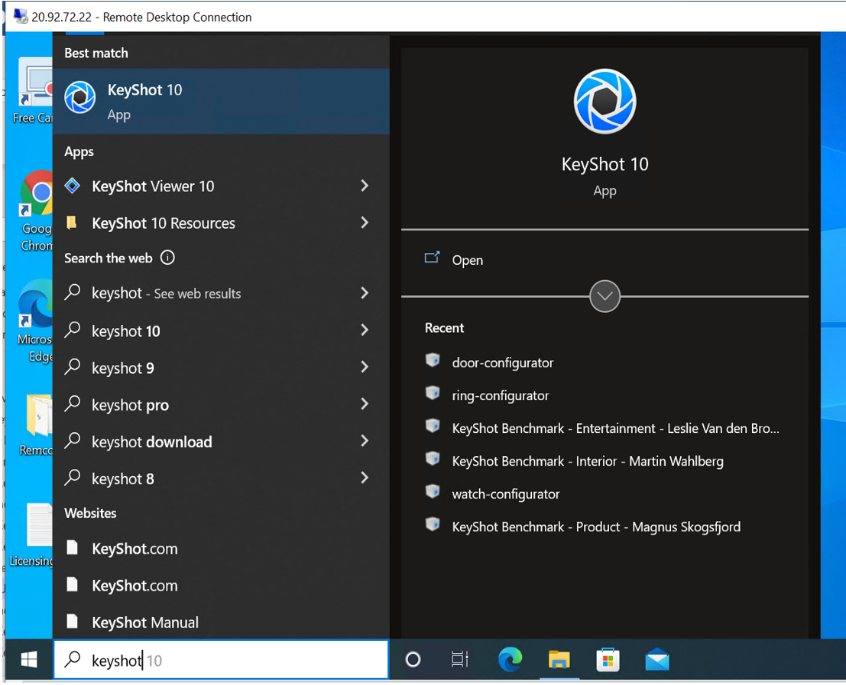 20.92.72.22 - Remote Desktop Connection
Free Ca
Goog
Chron
Micros
Edge
Remco
Licensing
Best match
KeyShot 10
App
Apps
KeyShot Viewer 10
KeyShot 10 Resources
Search the web
keyshot - See web results
keyshot 10
keyshot 9
keyshot pro
keyshot download
keyshot 8
Websites
KeyShot.com
KeyShot.com
KeyShot Manual
keyshot 10
KeyShot 10
App
Open
Recent
door-configurator
ring-configurator
KeyShot Benchmark - Entertainment - Leslie Van den Bro...
KeyShot Benchmark - Interior - Martin Wahlberg
watch-configurator
KeyShot Benchmark - Product - Magnus Skogsfjord